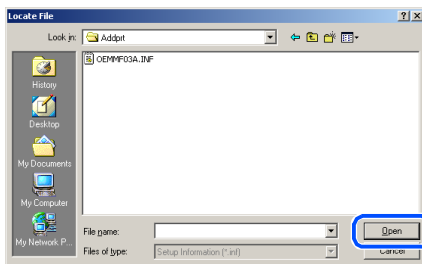 Locate File
Look in: Addprt
OEMMF03A.INF
History
Desktop
My Documents
My Computer
My Network P...
File name:
Open
Files of type: Setup Information (*.inf)
Cancel